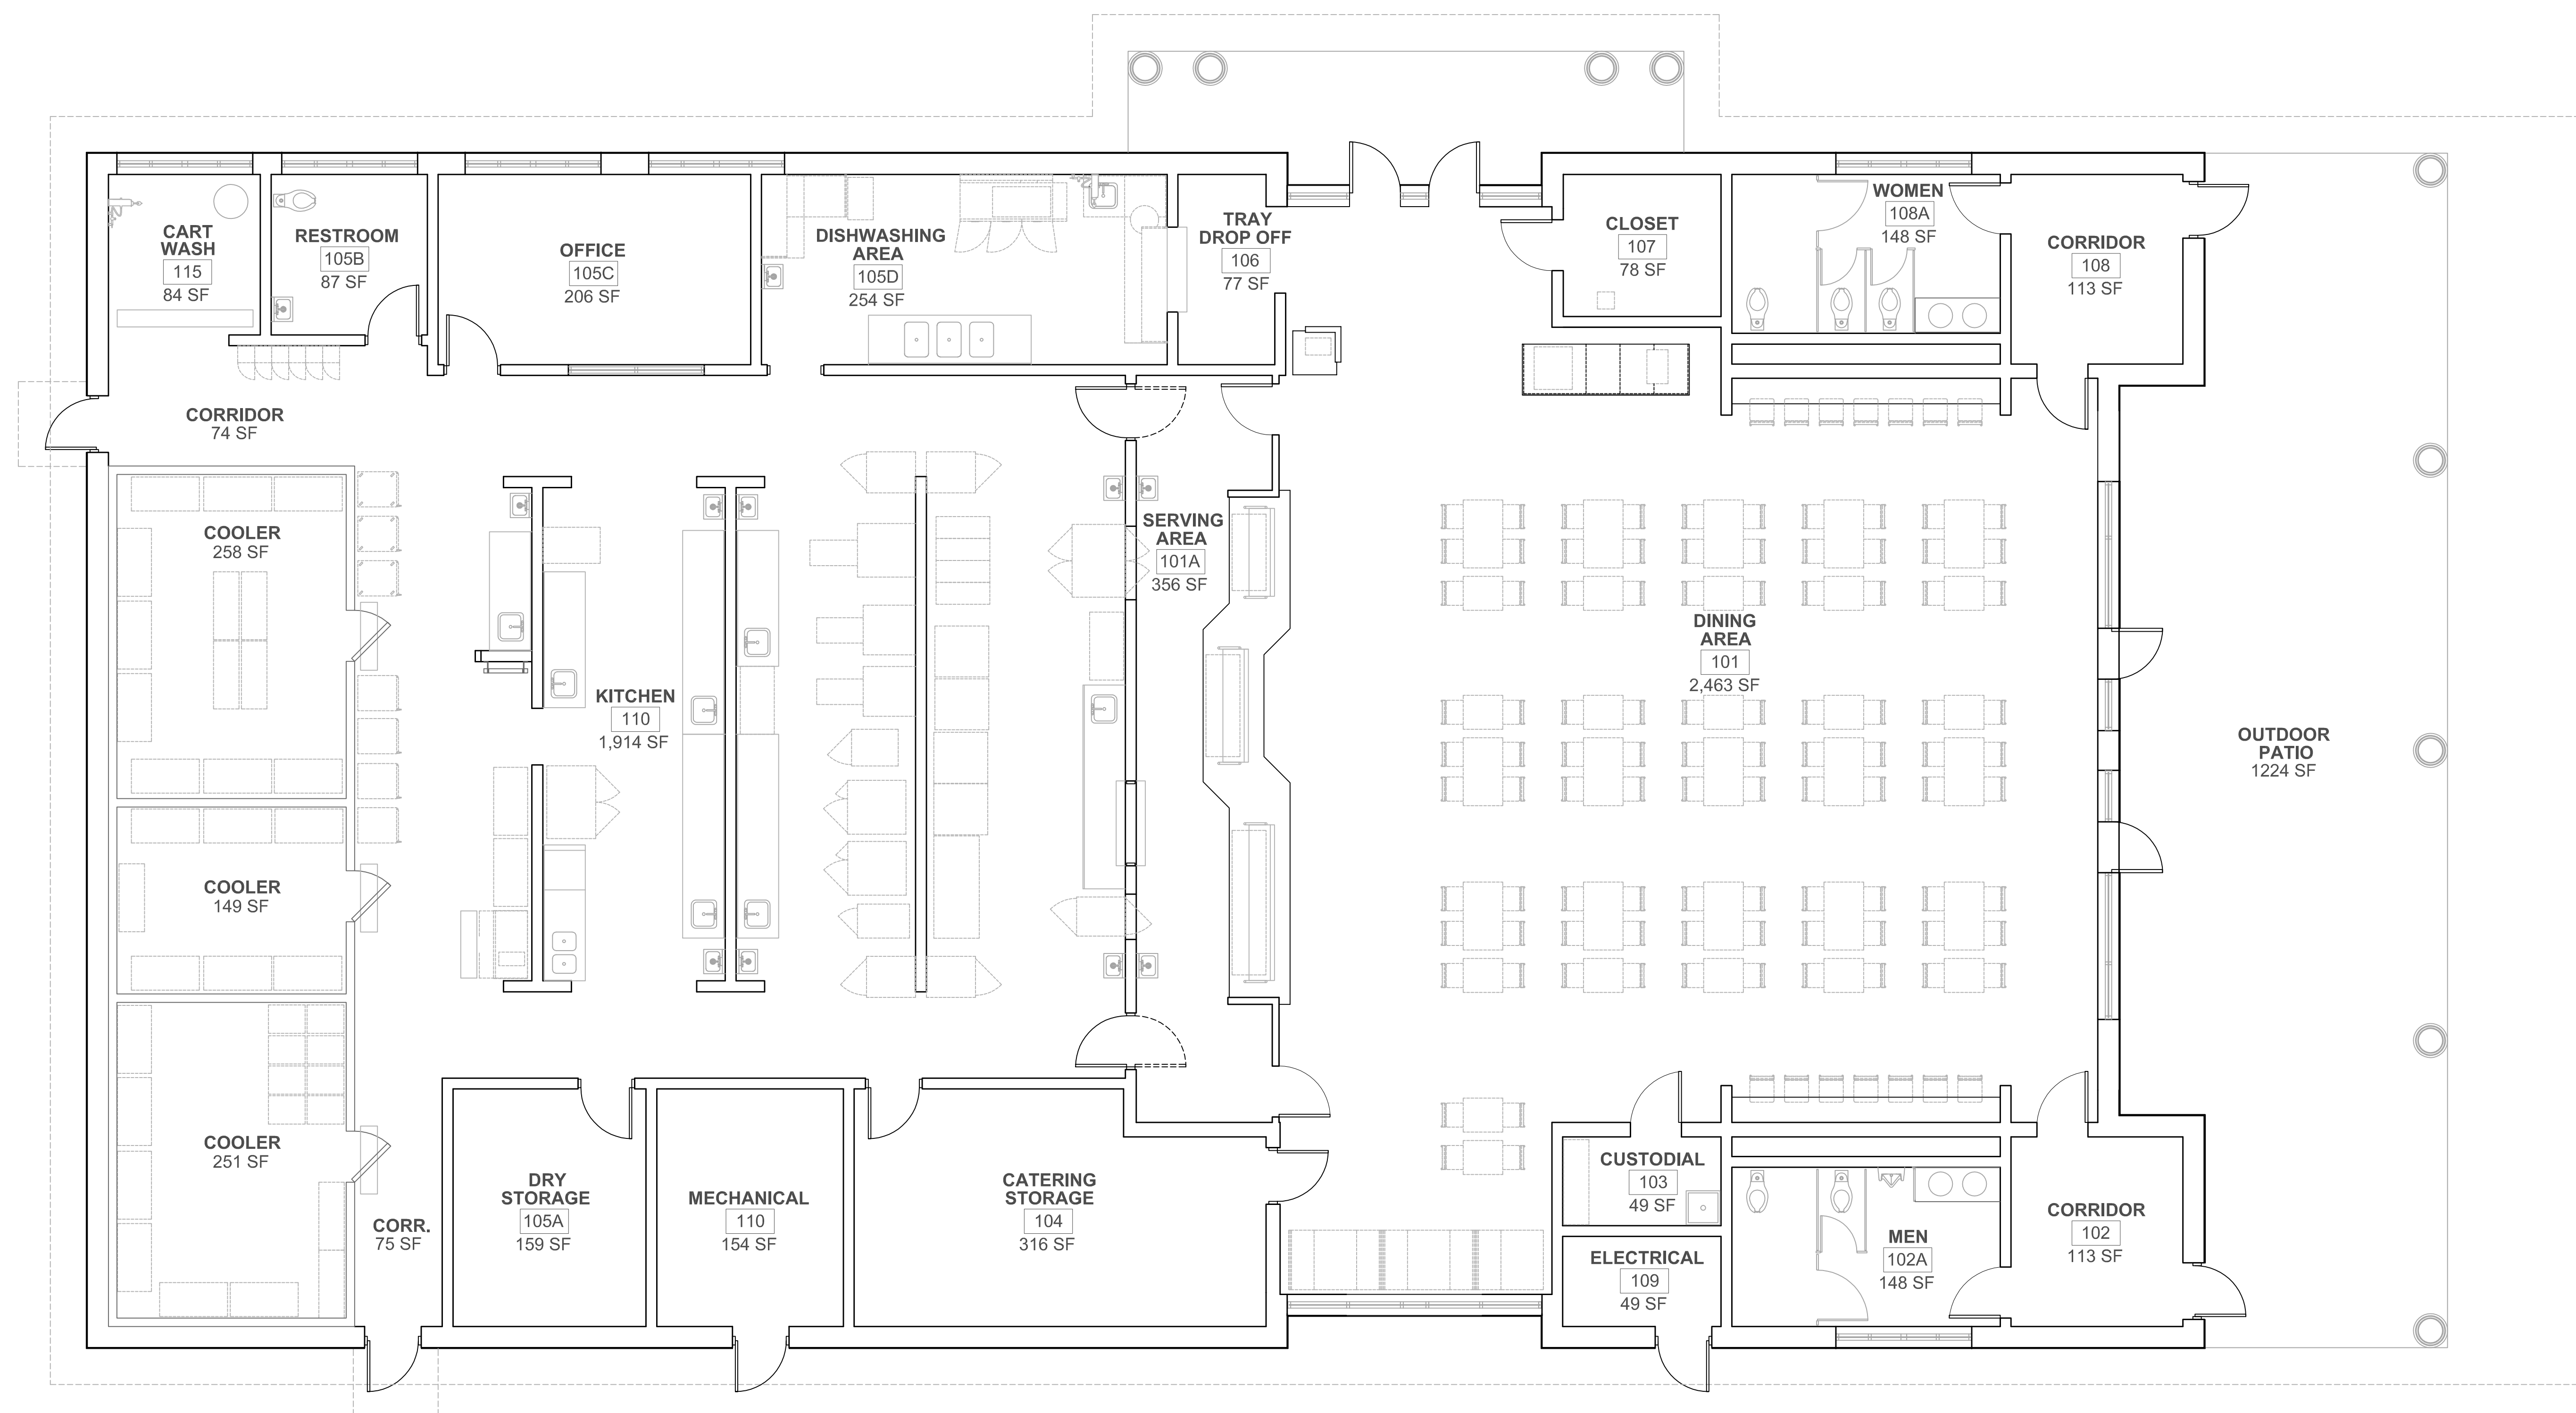 CART
WASH
115
84 SF
RESTROOM
105B
87 SF
OFFICE
105C
206 SF
DISHWASHING
AREA
105D
254 SF
TRAY
DROP OFF
106
77 SF
CLOSET
107
78 SF
WOMEN
108A
148 SF
CORRIDOR
108
113 SF
CORRIDOR
74 SF
COOLER
258 SF
SERVING
AREA
101A
356 SF
DINING
AREA
101
2,463 SF
KITCHEN
110
1,914 SF
OUTDOOR
PATIO
1224 SF
COOLER
149 SF
COOLER
251 SF
CORR.
75 SF
DRY
STORAGE
105A
159 SF
MECHANICAL
110
154 SF
CATERING
STORAGE
104
316 SF
CUSTODIAL
103
49 SF
ELECTRICAL
109
49 SF
MEN
102A
148 SF
CORRIDOR
102
113 SF